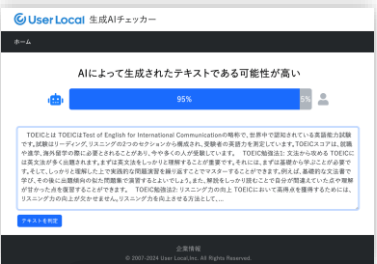 User Local 生成AIチェッカー
ホーム
AIによって生成されたテキストである可能性が高い
95%
5%
TOEICとは TOEICはTest of English for International Communicationの略称で、世界中で認知されている英語能力試験
です。試験はリーディング、リスニングの2つのセクションから構成され、受験者の英語力を測定しています。TOEICスコアは、就職
や進学、海外留学の際に必要とされることがあり、今や多くの人が受験しています。 TOEIC勉強法1: 文法から攻める TOEICに
は英文法が多く出題されます。まずは英文法をしっかりと理解することが重要です。それには、まずは基礎から学ぶことが必要で
す。そして、しっかりと理解した上で実践的な問題演習を繰り返すことでマスターすることができます。例えば、基礎的な文法書で
学び、その後に出題傾向の似た問題集で演習するとよいでしょう。また、解説をしっかり読むことで自分が間違えていた点や理解
が甘かった点を復習することができます。 TOEIC勉強法2: リスニング力の向上 TOEICにおいて高得点を獲得するためには、
リスニング力の向上が欠かせません。リスニング力を向上させる方法として、...
テキストを判定
企業情報
© 2007-2024 User Local,Inc. All Rights Reserved.